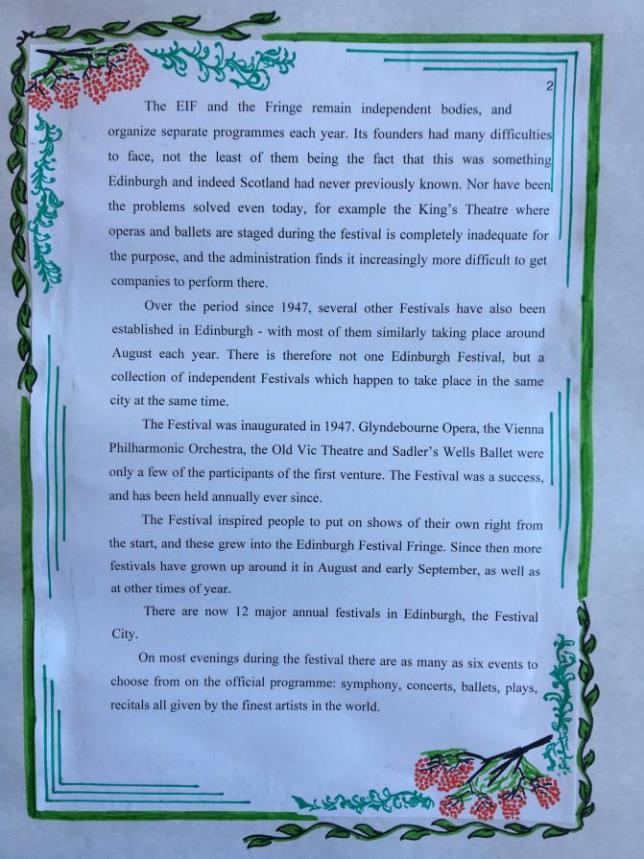 2
The EIF and the Fringe remain independent bodies, and
organize separate programmes each year. Its founders had many difficulties
to face, not the least of them being the fact that this was something
Edinburgh and indeed Scotland had never previously known. Nor have been
the problems solved even today, for example the King's Theatre where
operas and ballets are staged during the festival is completely inadequate for
the purpose, and the administration finds it increasingly more difficult to get
companies to perform there.
Over the period since 1947, several other Festivals have also been
established in Edinburgh - with most of them similarly taking place around
August each year. There is therefore not one Edinburgh Festival, but a
collection of independent Festivals which happen to take place in the same
city at the same time.
The Festival was inaugurated in 1947. Glyndebourne Opera, the Vienna
Philharmonic Orchestra, the Old Vic Theatre and Sadler's Wells Ballet were
only a few of the participants of the first venture. The Festival was a success,
and has been held annually ever since.
The Festival inspired people to put on shows of their own right from
the start, and these grew into the Edinburgh Festival Fringe. Since then more
festivals have grown up around it in August and early September, as well as
at other times of year.
There are now 12 major annual festivals in Edinburgh, the Festival
City.
On most evenings during the festival there are as many as six events to
choose from on the official programme: symphony, concerts, ballets, plays,
recitals all given by the finest artists in the world.